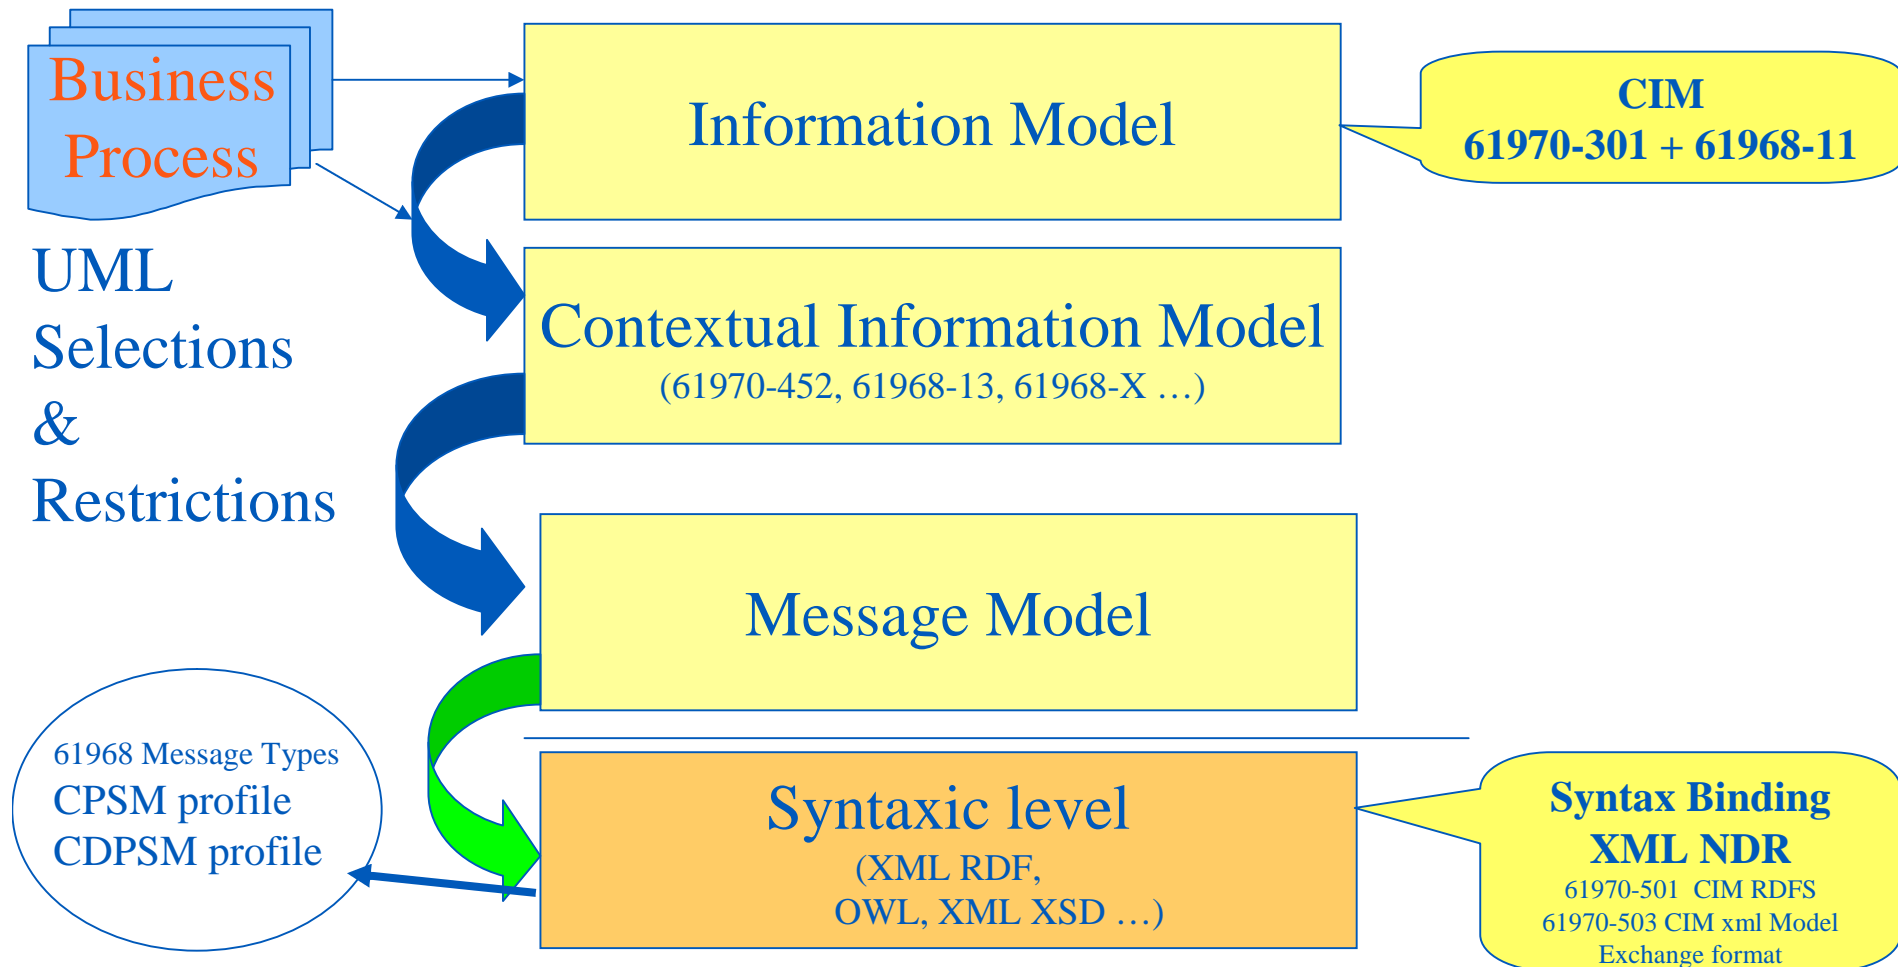 Business
Process
Information Model
CIM
61970-301 + 61968-11
UML
Selections
&
Restrictions
Contextual Information Model
(61970-452, 61968-13, 61968-X …)
Message Model
61968 Message Types
CPSM profile
CDPSM profile
Syntaxic level
(XML RDF,
OWL, XML XSD …)
Syntax Binding
XML NDR
61970-501 CIM RDFS
61970-503 CIM xml Model
Exchange format